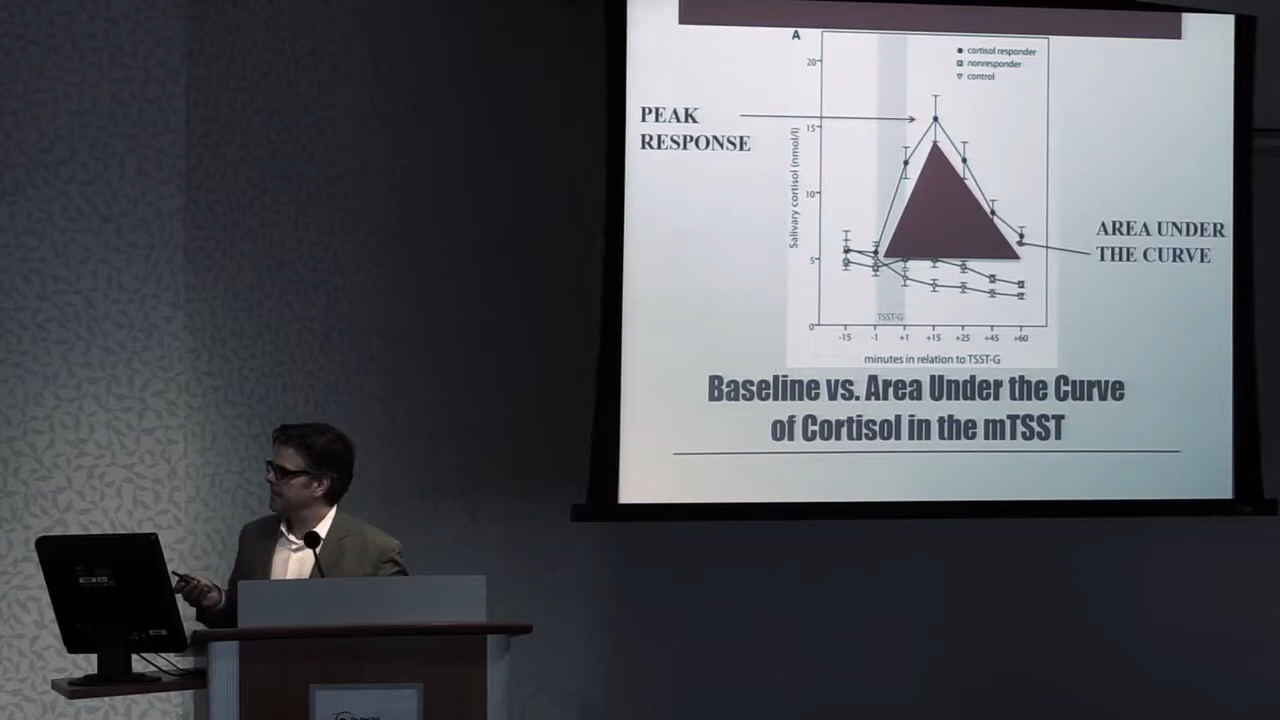 A
cortisol responder
nonresponder
control
20
15
10
5
0
Salivary cortisol (nmol/l)
PEAK
RESPONSE
AREA UNDER
THE CURVE
TSST-G
-15 -1 +1 +15 +25 +45 +60
minutes in relation to TSST-G
Baseline vs. Area Under the Curve
of Cortisol in the mTSST